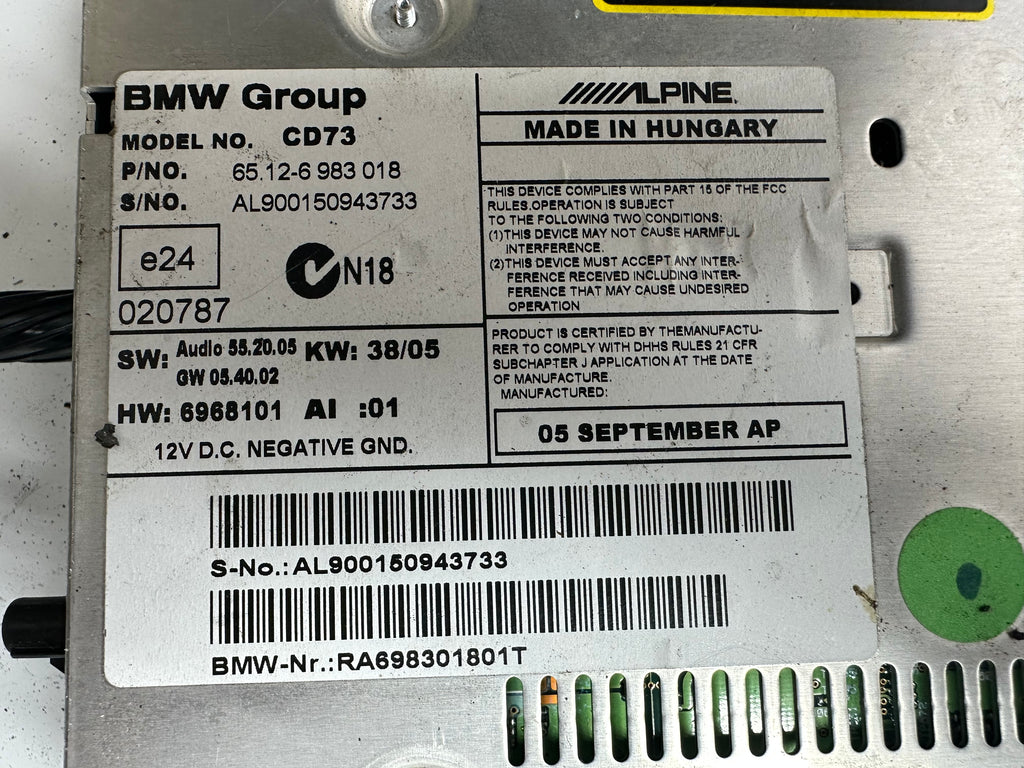 BMW Group
MODEL NO. CD73
P/NO. 65.12-6 983 018
S/NO. AL900150943733
e24
020787
N18
SW: Audio 55.20.05 KW: 38/05
GW 05.40.02
HW: 6968101 AI :01
12V D.C. NEGATIVE GND.
ALPINE
MADE IN HUNGARY
THIS DEVICE COMPLIES WITH PART 15 OF THE FCC
RULES.OPERATION IS SUBJECT
TO THE FOLLOWING TWO CONDITIONS:
(1)THIS DEVICE MAY NOT CAUSE HARMFUL
INTERFERENCE.
(2)THIS DEVICE MUST ACCEPT ANY INTER-
FERENCE RECEIVED INCLUDING INTER-
FERENCE THAT MAY CAUSE UNDESIRED
OPERATION
PRODUCT IS CERTIFIED BY THEMANUFACTU-
RER TO COMPLY WITH DHHS RULES 21 CFR
SUBCHAPTER J APPLICATION AT THE DATE
OF MANUFACTURE.
MANUFACTURED:
05 SEPTEMBER AP
S-No.:AL900150943733
BMW-Nr.:RA698301801T